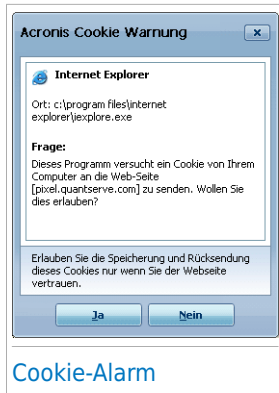 Acronis Cookie Warnung
Internet Explorer
Ort: c:\program files\internet
explorer\iexplore.exe
Frage:
Dieses Programm versucht ein Cookie von Ihrem
Computer an die Web-Seite
[pixel.quantserve.com] zu senden. Wollen Sie
dies erlauben?
Erlauben Sie die Speicherung und Rücksendung
dieses Cookies nur wenn Sie der Webseite
vertrauen.
Ja Nein
Cookie-Alarm